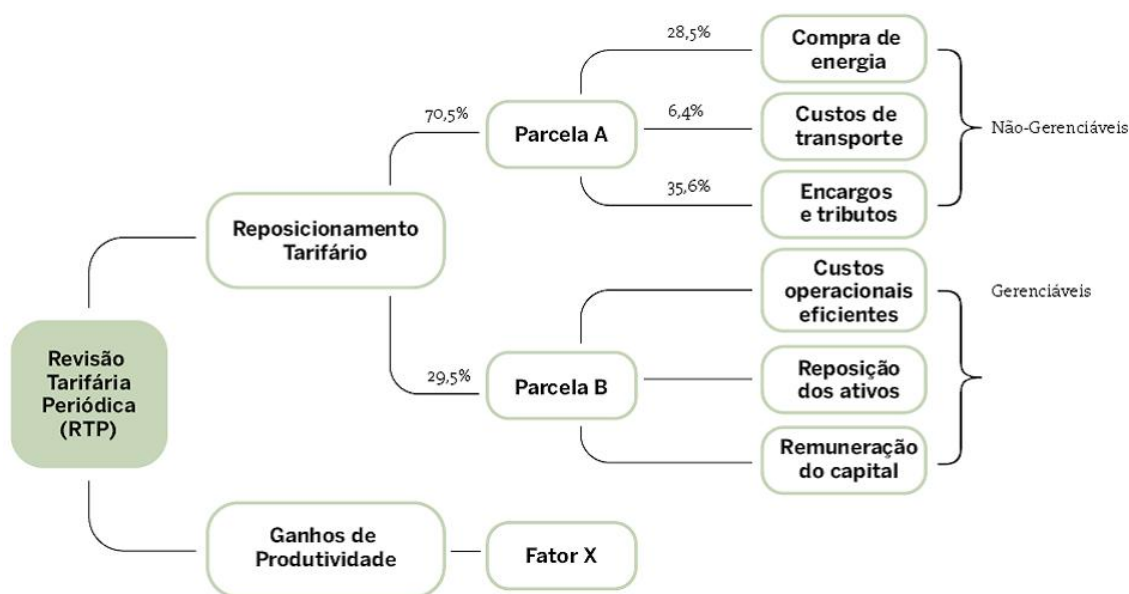 28,5%
Compra de
energia
70,5%
Parcela A
6,4%
Custos de
transporte
Não-Gerenciáveis
35,6%
Encargos
e tributos
Reposicionamento
Tarifário
Custos
operacionais
eficientes
Gerenciáveis
Revisão
Tarifária
Periódica
(RTP)
29,5%
Parcela B
Reposição
dos ativos
Remuneração
do capital
Ganhos de
Produtividade
Fator X